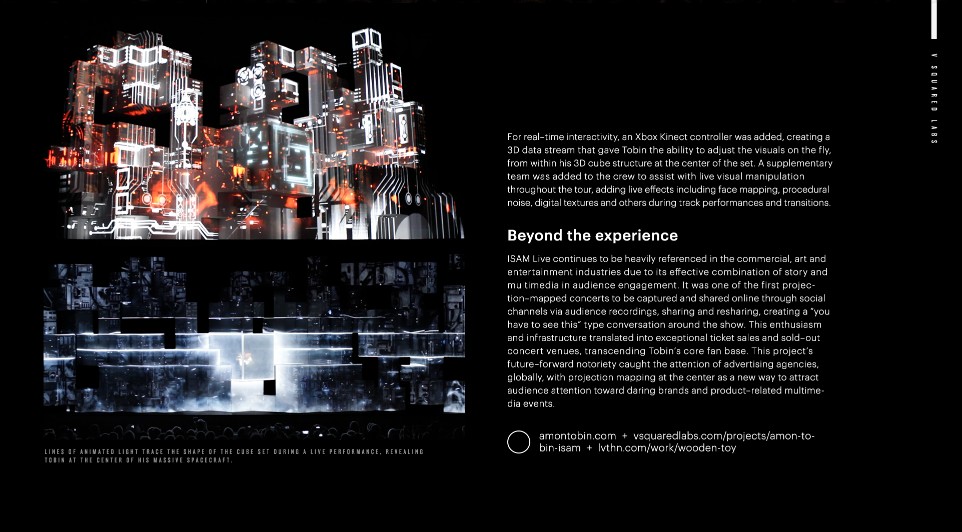 V SQUARED LABS
For real–time interactivity, an Xbox Kinect controller was added, creating a
3D data stream that gave Tobin the ability to adjust the visuals on the fly,
from within his 3D cube structure at the center of the set. A supplementary
team was added to the crew to assist with live visual manipulation
throughout the tour, adding live effects including face mapping, procedural
noise, digital textures and others during track performances and transitions.
Beyond the experience
ISAM Live continues to be heavily referenced in the commercial, art and
entertainment industries due to its effective combination of story and
mu timedia in audience engagement. It was one of the first projec–
tion–mapped concerts to be captured and shared online through social
channels via audience recordings, sharing and resharing, creating a "you
have to see this" type conversation around the show. This enthusiasm
and infrastructure translated into exceptional ticket sales and sold–out
concert venues, transcending Tobin's core fan base. This project's
future–forward notoriety caught the attention of advertising agencies,
globally, with projection mapping at the center as a new way to attract
audience attention toward daring brands and product–related multime–
dia events.
amontobin.com + vsquaredlabs.com/projects/amon-to-
bin-isam + lvthn.com/work/wooden-toy
LINES OF ANIMATED LIGHT TRACE THE SHAPE OF THE CUBE SET DURING A LIVE PERFORMANCE, REVEALING
TOBIN AT THE CENTER OF HIS MASSIVE SPACECRAFT.